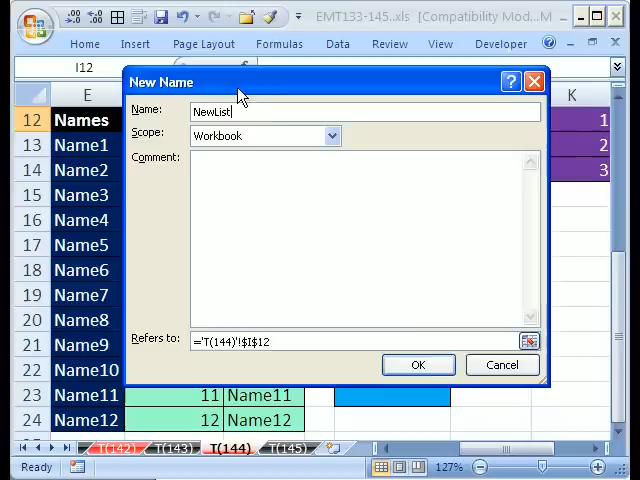 EMT133-145..xls [Compatibility Mod... M
Home Insert Page Layout Formulas Data Review View Developer
I12
New Name
Name: NewList
Scope: Workbook
Comment:
Refers to: ='T(144)'!$I$12
OK Cancel
E K
12 Names 1
13 Name1 2
14 Name2 3
15 Name3
16 Name4
17 Name5
18 Name6
19 Name7
20 Name8
21 Name9
22 Name10
23 Name11 11 Name11
24 Name12 12 Name12
T(142) T(143) T(144) T(145)
Ready 127%